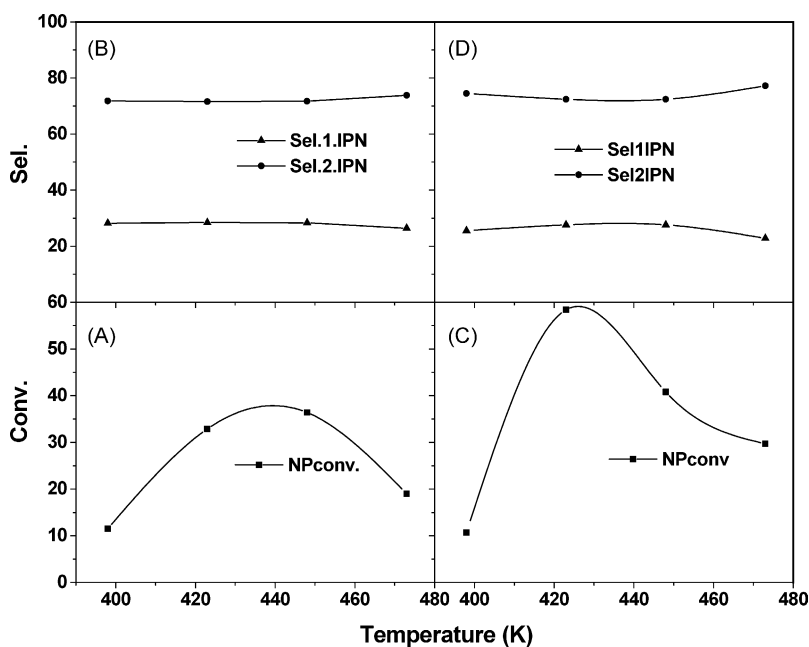 100
(B)
(D)
80
Sel.
60
Sel.1.IPN
Sel.2.IPN
Sel1IPN
Sel2IPN
40
20
60
(A)
(C)
50
Conv.
40
30
NPconv.
NPconv
20
10
0
400 420 440 460 480 400 420 440 460 480
Temperature (K)